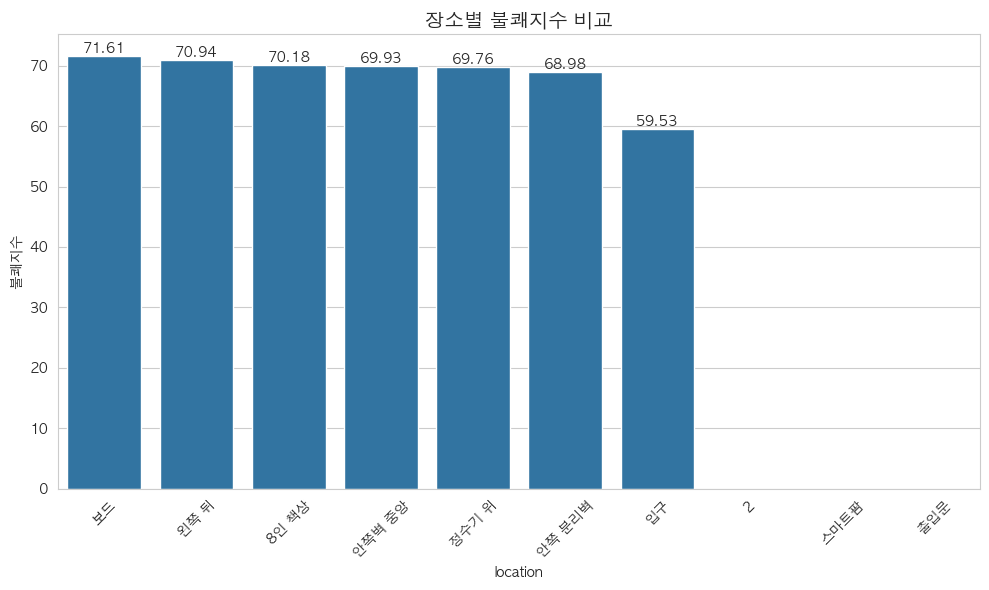 장소별 불쾌지수 비교
불쾌지수
70
60
50
40
30
20
10
0
71.61
70.94
70.18
69.93
69.76
68.98
59.53
보드
왼쪽 뒤
8인 책상
안쪽벽 중앙
정수기 위
안쪽 분리벽
입구
2
스마트팜
출입문
location